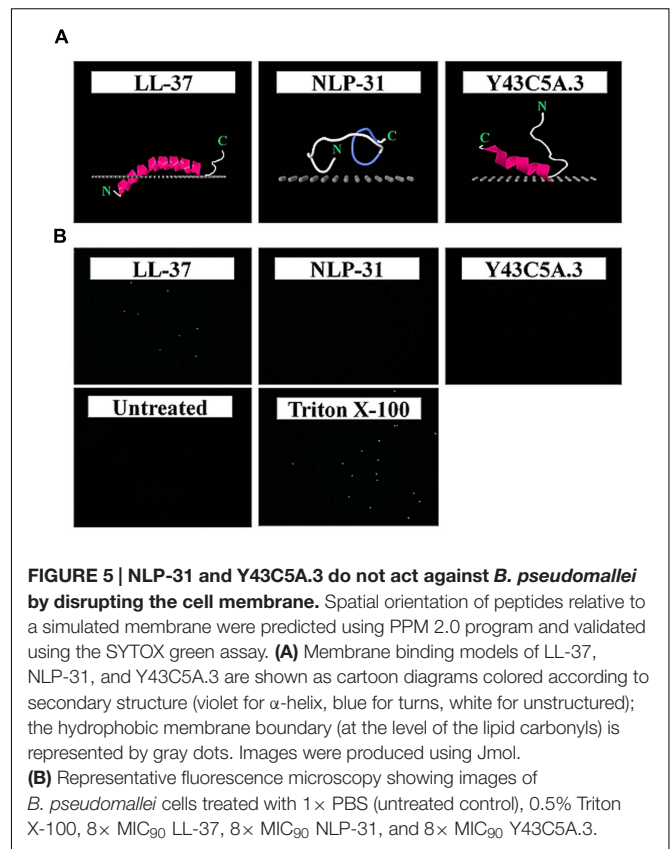 A
LL-37
NLP-31
Y43C5A.3
N
C
N
C
N
C
B
LL-37
NLP-31
Y43C5A.3
Untreated
Triton X-100
FIGURE 5 | NLP-31 and Y43C5A.3 do not act against B. pseudomallei
by disrupting the cell membrane. Spatial orientation of peptides relative to
a simulated membrane were predicted using PPM 2.0 program and validated
using the SYTOX green assay. (A) Membrane binding models of LL-37,
NLP-31, and Y43C5A.3 are shown as cartoon diagrams colored according to
secondary structure (violet for α-helix, blue for turns, white for unstructured);
the hydrophobic membrane boundary (at the level of the lipid carbonyls) is
represented by gray dots. Images were produced using Jmol.
(B) Representative fluorescence microscopy showing images of
B. pseudomallei cells treated with 1× PBS (untreated control), 0.5% Triton
X-100, 8× MIC₉₀ LL-37, 8× MIC₉₀ NLP-31, and 8× MIC₉₀ Y43C5A.3.